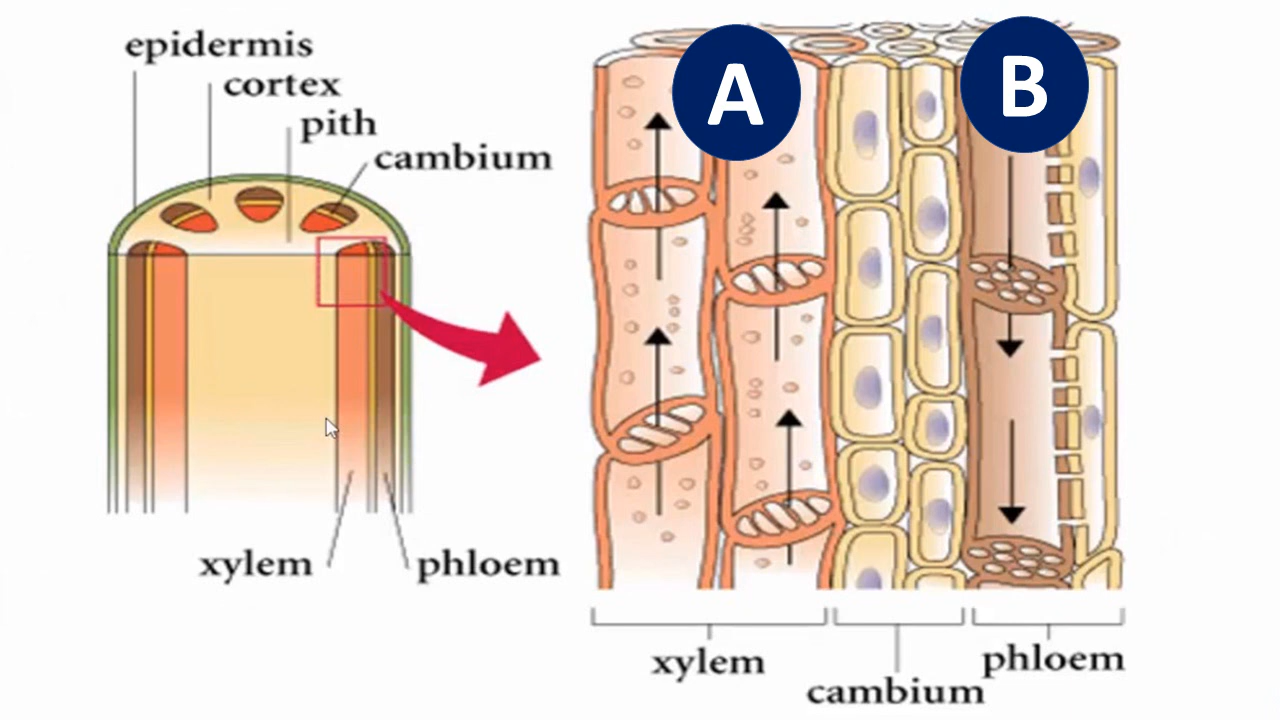 epidermis
cortex
pith
cambium
xylem
phloem
A
B
xylem
cambium
phloem